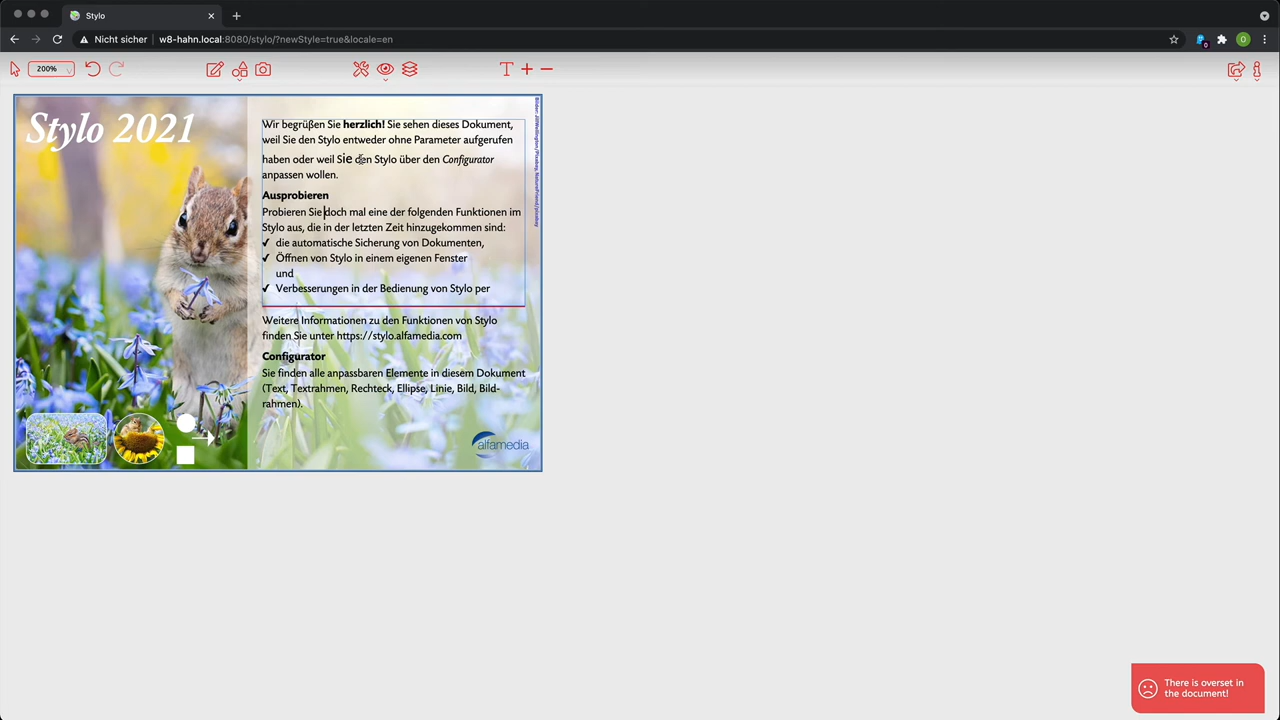 Stylo
Nicht sicher
w8-hahn.local:8080/stylo/?newStyle=true&locale=en
0
O
200%
T
Stylo 2021
Wir begrüßen Sie herzlich! Sie sehen dieses Dokument,
weil Sie den Stylo entweder ohne Parameter aufgerufen
haben oder weil Sie den Stylo über den Configurator
anpassen wollen.
Ausprobieren
Probieren Sie doch mal eine der folgenden Funktionen im
Stylo aus, die in der letzten Zeit hinzugekommen sind:
✔ die automatische Sicherung von Dokumenten,
✔ Öffnen von Stylo in einem eigenen Fenster
und
✔ Verbesserungen in der Bedienung von Stylo per
Weitere Informationen zu den Funktionen von Stylo
finden Sie unter https://stylo.alfamedia.com
Configurator
Sie finden alle anpassbaren Elemente in diesem Dokument
(Text, Textrahmen, Rechteck, Ellipse, Linie, Bild, Bild-
rahmen).
alfamedia
There is overset in
the document!